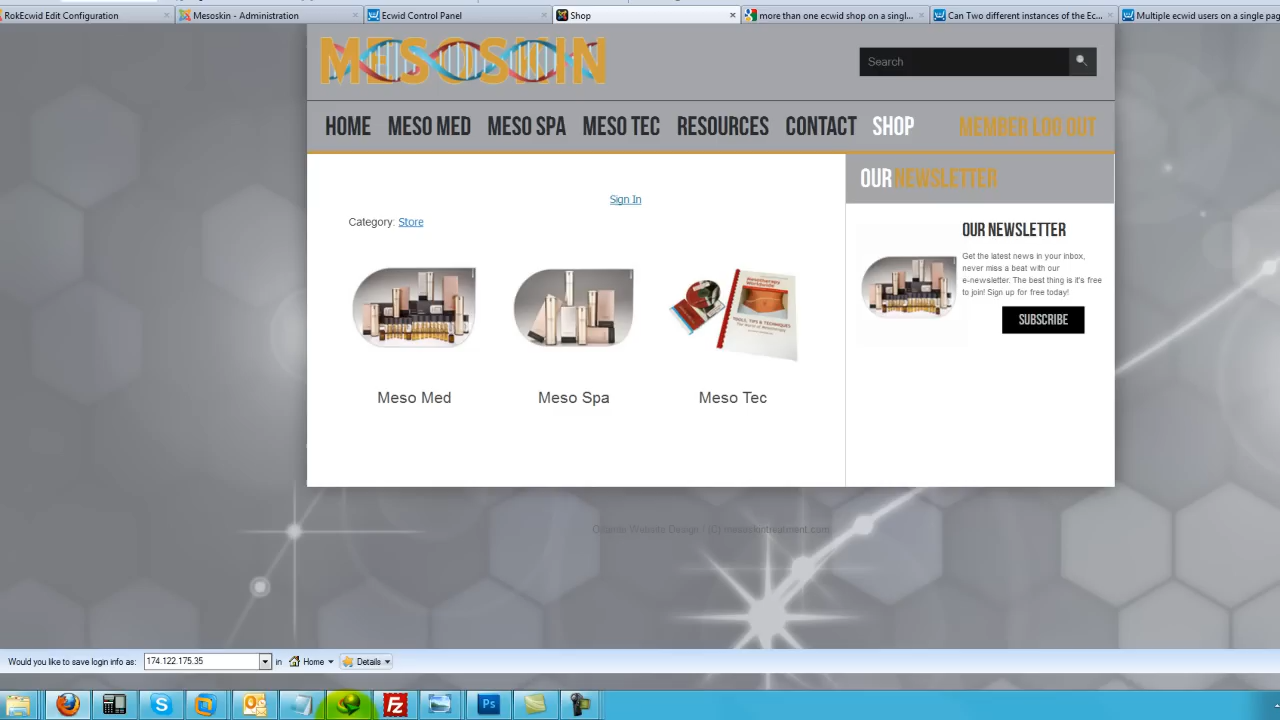 RokEcwid Edit Configuration
Mesoskin - Administration
Ecwid Control Panel
Shop
more than one ecwid shop on a singl...
Can Two different instances of the Ec...
Multiple ecwid users on a single pag
MESOSKIN
Search
HOME MESO MED MESO SPA MESO TEC RESOURCES CONTACT SHOP MEMBER LOG OUT
OUR NEWSLETTER
Sign In
Category: Store
OUR NEWSLETTER
Get the latest news in your inbox,
never miss a beat with our
e-newsletter. The best thing is it's free
to join! Sign up for free today!
SUBSCRIBE
Meso Med
Meso Spa
Meso Tec
Website Design | (C)
Would you like to save login info as: 174.122.175.35 in Home Details
Fz
Ps